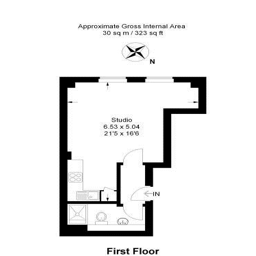 Approximate Gross Internal Area
30 sq m / 323 sq ft
N
Studio
6.53 x 5.04
21'5 x 16'6
IN
First Floor